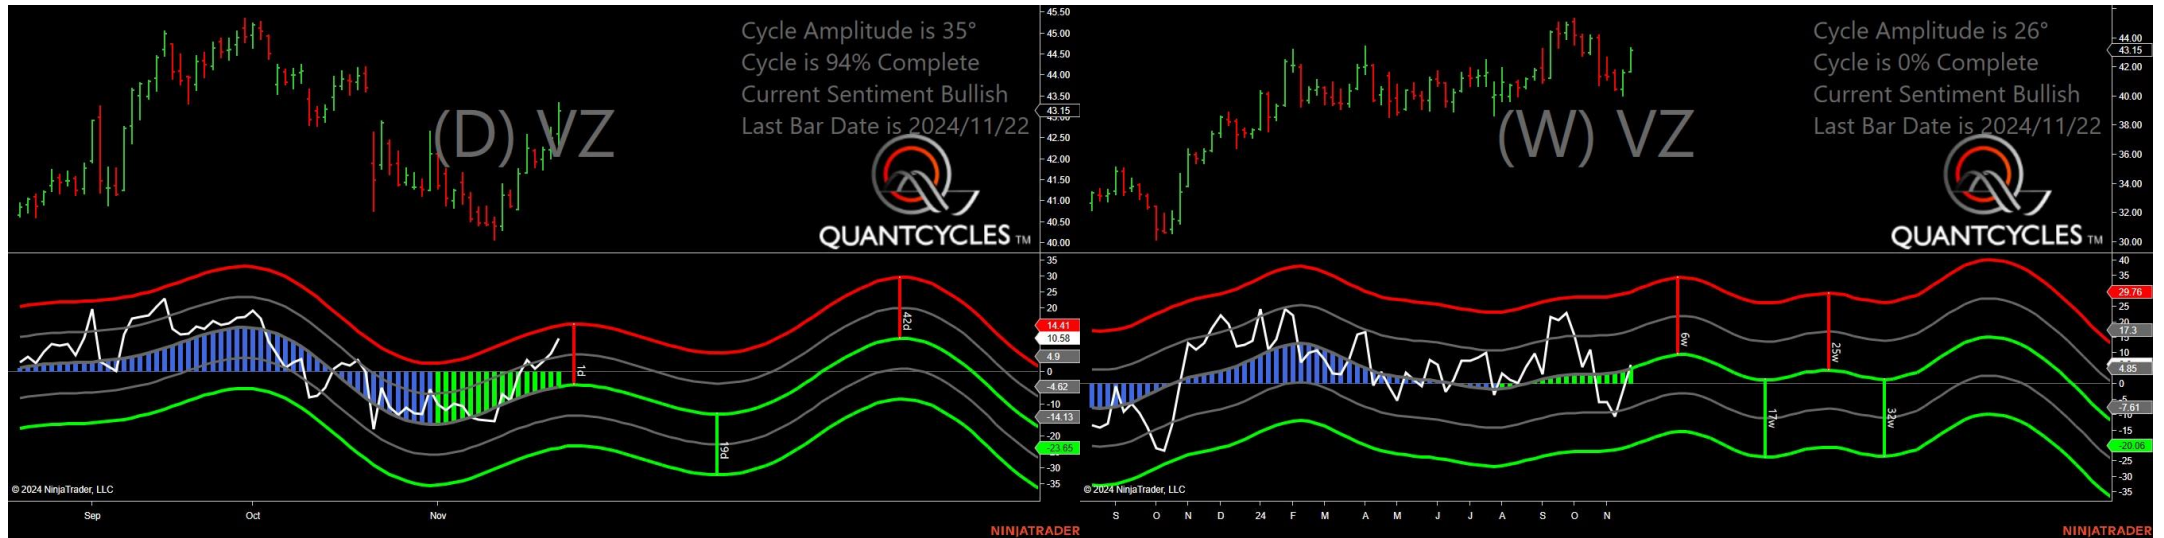 Cycle Amplitude is 35°
Cycle is 94% Complete
Current Sentiment Bullish
Last Bar Date is 2024/11/22
(D) VZ
QUANTCYCLES TM
45.50
45.00
44.50
44.00
43.50
43.15
43.00
42.50
42.00
41.50
41.00
40.50
40.00
35
30
25
20
14.41
10.58
4.9
0
-4.62
-10
-14.13
-20
-23.65
-30
-35
1d
19d
42d
© 2024 NinjaTrader, LLC
Sep
Oct
Nov
NINJATRADER
Cycle Amplitude is 26°
Cycle is 0% Complete
Current Sentiment Bullish
Last Bar Date is 2024/11/22
(W) VZ
QUANTCYCLES TM
44.00
43.15
42.00
40.00
38.00
36.00
34.00
32.00
30.00
40
35
29.76
25
20
17.3
15
10
4.85
0
-5
-7.61
-15
-20.06
-25
-30
-35
6w
17w
25w
32w
© 2024 NinjaTrader, LLC
S
O
N
D
24
F
M
A
M
J
J
A
S
O
N
NINJATRADER